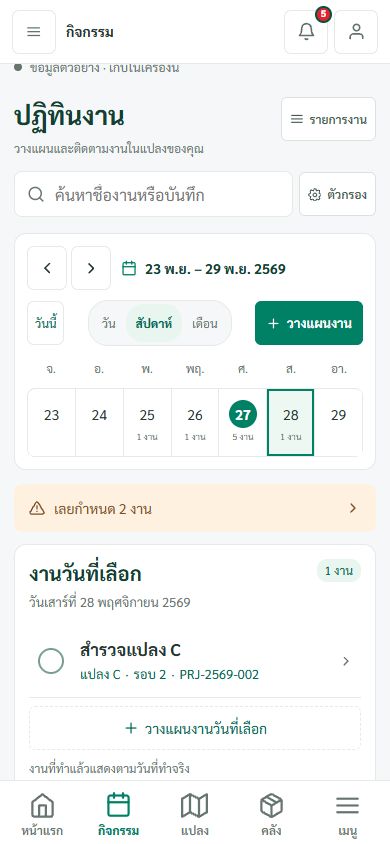 กิจกรรม
5
ข้อมูลตัวอย่าง · เก็บในเครื่องนี้
ปฏิทินงาน
รายการงาน
วางแผนและติดตามงานในแปลงของคุณ
ค้นหาชื่องานหรือบันทึก
ตัวกรอง
23 พ.ย. – 29 พ.ย. 2569
วันนี้
วัน สัปดาห์ เดือน
วางแผนงาน
จ. อ. พ. พฤ. ศ. ส. อา.
23 24 25 26 27 28 29
1 งาน 1 งาน 5 งาน 1 งาน
เลยกำหนด 2 งาน
งานวันที่เลือก
1 งาน
วันเสาร์ที่ 28 พฤศจิกายน 2569
สำรวจแปลง C
แปลง C · รอบ 2 · PRJ-2569-002
วางแผนงานวันที่เลือก
งานที่ทำแล้วแสดงตามวันที่ทำจริง
หน้าแรก กิจกรรม แปลง คลัง เมนู